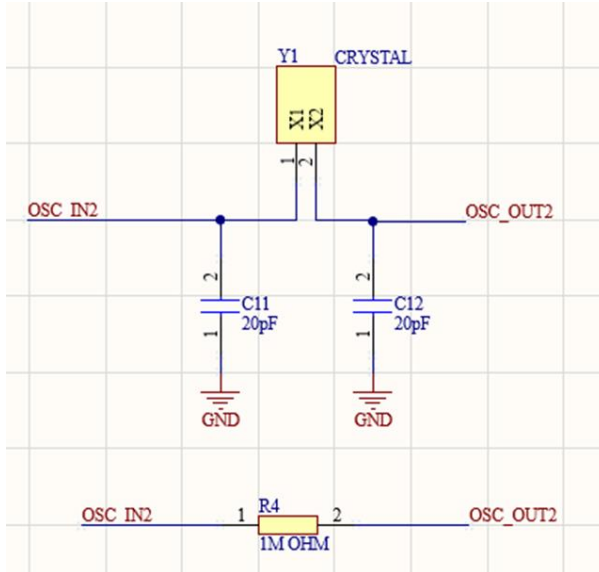 Y1 CRYSTAL
X1 X2
1 2
OSC_IN2 OSC_OUT2
2 2
C11 C12
20pF 20pF
1 1
GND GND
R4
OSC_IN2 1 2 OSC_OUT2
1M OHM